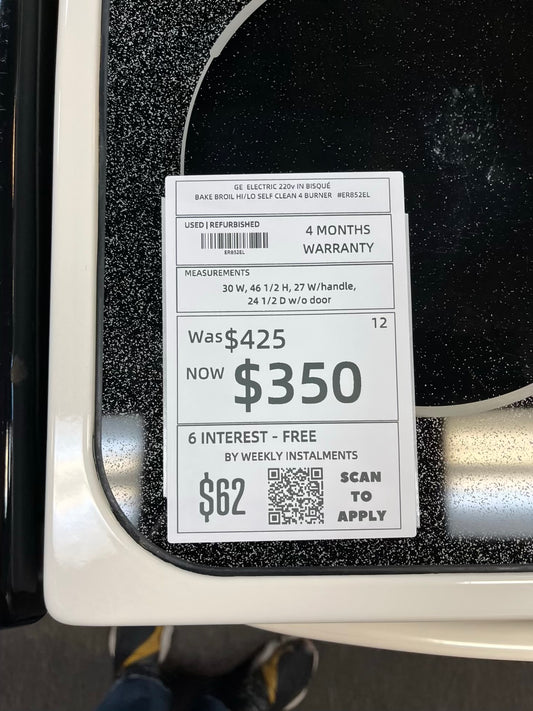 GE ELECTRIC 220v IN BISQUÉ
BAKE BROIL HI/LO SELF CLEAN 4 BURNER #ER852EL
USED | REFURBISHED
ER852EL
4 MONTHS
WARRANTY
MEASUREMENTS
30 W, 46 1/2 H, 27 W/handle,
24 1/2 D w/o door
12
Was $425
NOW $350
6 INTEREST - FREE
BY WEEKLY INSTALMENTS
$62
SCAN
TO
APPLY